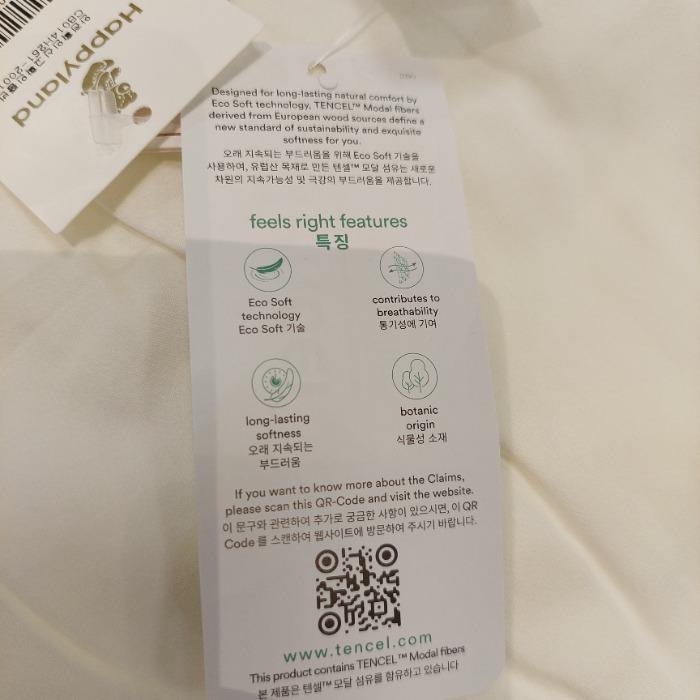 Happyland
Designed for long-lasting natural comfort by
Eco Soft technology, TENCEL™ Modal fibers
derived from European wood sources define a
new standard of sustainability and exquisite
softness for you.
오래 지속되는 부드러움을 위해 Eco Soft 기술을
사용하여, 유럽산 목재로 만든 텐셀™ 모달 섬유는 새로운
차원의 지속가능성 및 극강의 부드러움을 제공합니다.
feels right features
특징
Eco Soft
technology
Eco Soft 기술
contributes to
breathability
통기성에 기여
long-lasting
softness
오래 지속되는
부드러움
botanic
origin
식물성 소재
If you want to know more about the Claims,
please scan this QR-Code and visit the website.
이 문구와 관련하여 추가로 궁금한 사항이 있으시면, 이 QR
Code 를 스캔하여 웹사이트에 방문하여 주시기 바랍니다.
www.tencel.com
This product contains TENCEL™ Modal fibers
본 제품은 텐셀™ 모달 섬유를 함유하고 있습니다